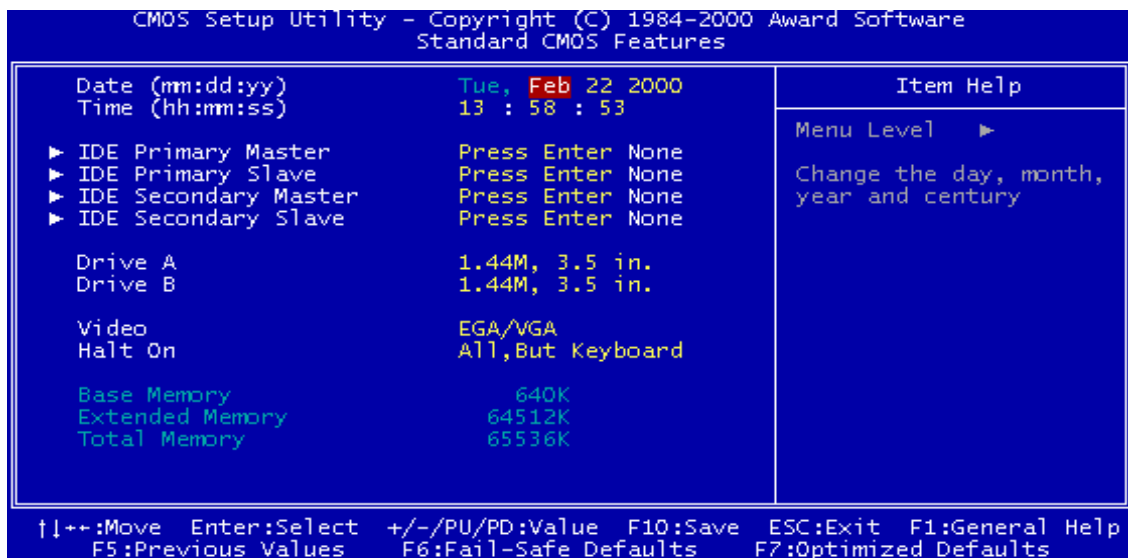 CMOS Setup Utility - Copyright (C) 1984-2000 Award Software
Standard CMOS Features
Date (mm:dd:yy) Tue, Feb 22 2000
Time (hh:mm:ss) 13 : 58 : 53
► IDE Primary Master Press Enter None
► IDE Primary Slave Press Enter None
► IDE Secondary Master Press Enter None
► IDE Secondary Slave Press Enter None
Drive A 1.44M, 3.5 in.
Drive B 1.44M, 3.5 in.
Video EGA/VGA
Halt On All,But Keyboard
Base Memory 640K
Extended Memory 64512K
Total Memory 65536K
Item Help
Menu Level ►
Change the day, month,
year and century
↑↓→←:Move Enter:Select +/-/PU/PD:Value F10:Save ESC:Exit F1:General Help
F5:Previous Values F6:Fail-Safe Defaults F7:Optimized Defaults